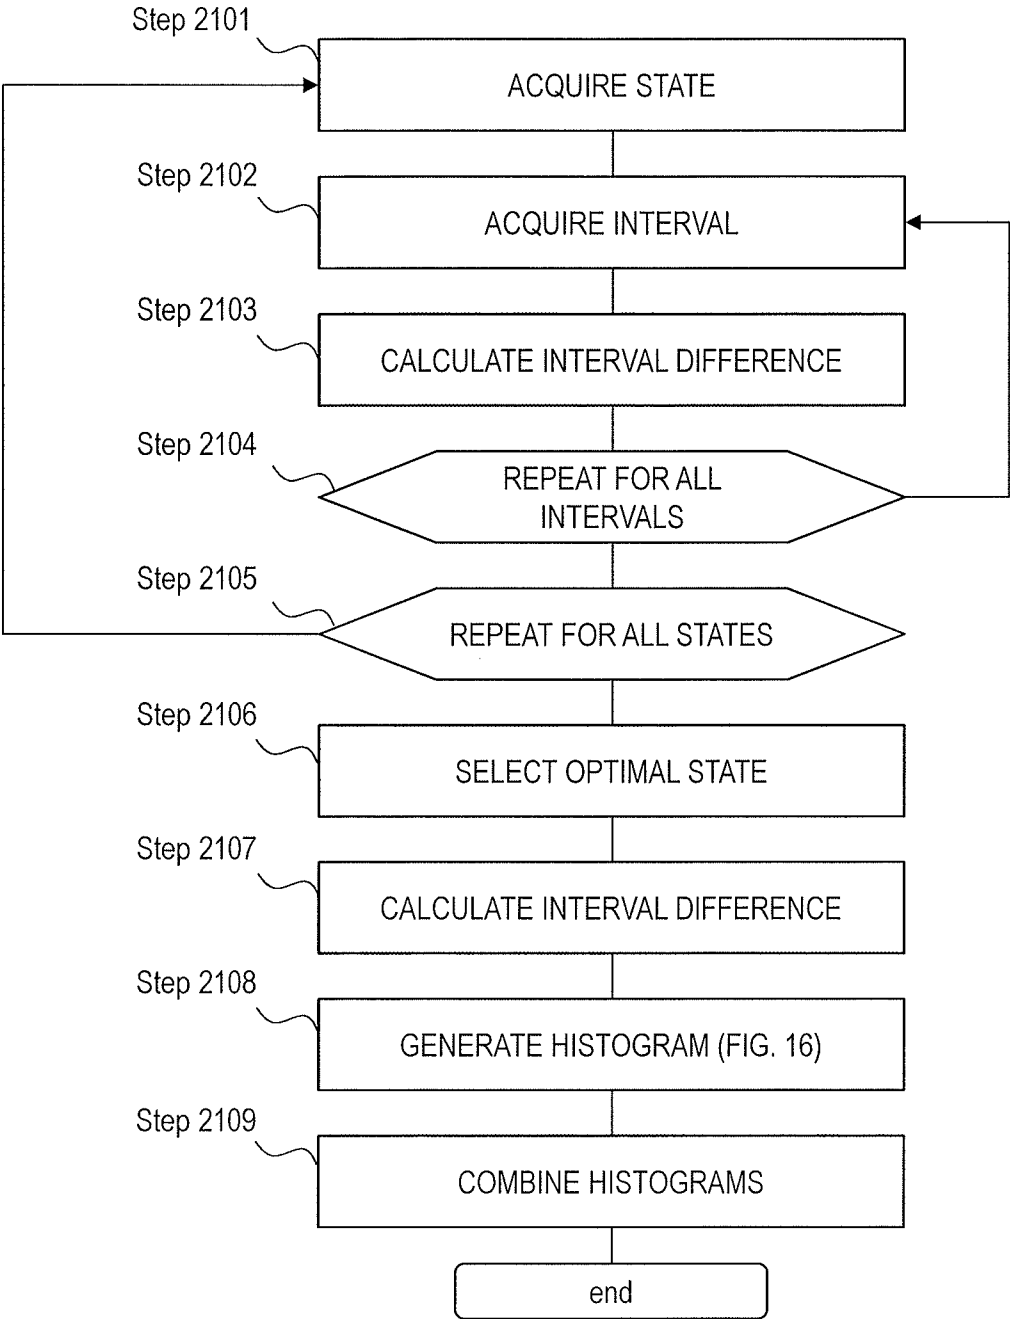 Step 2101
ACQUIRE STATE
Step 2102
ACQUIRE INTERVAL
Step 2103
CALCULATE INTERVAL DIFFERENCE
Step 2104
REPEAT FOR ALL
INTERVALS
Step 2105
REPEAT FOR ALL STATES
Step 2106
SELECT OPTIMAL STATE
Step 2107
CALCULATE INTERVAL DIFFERENCE
Step 2108
GENERATE HISTOGRAM (FIG. 16)
Step 2109
COMBINE HISTOGRAMS
end